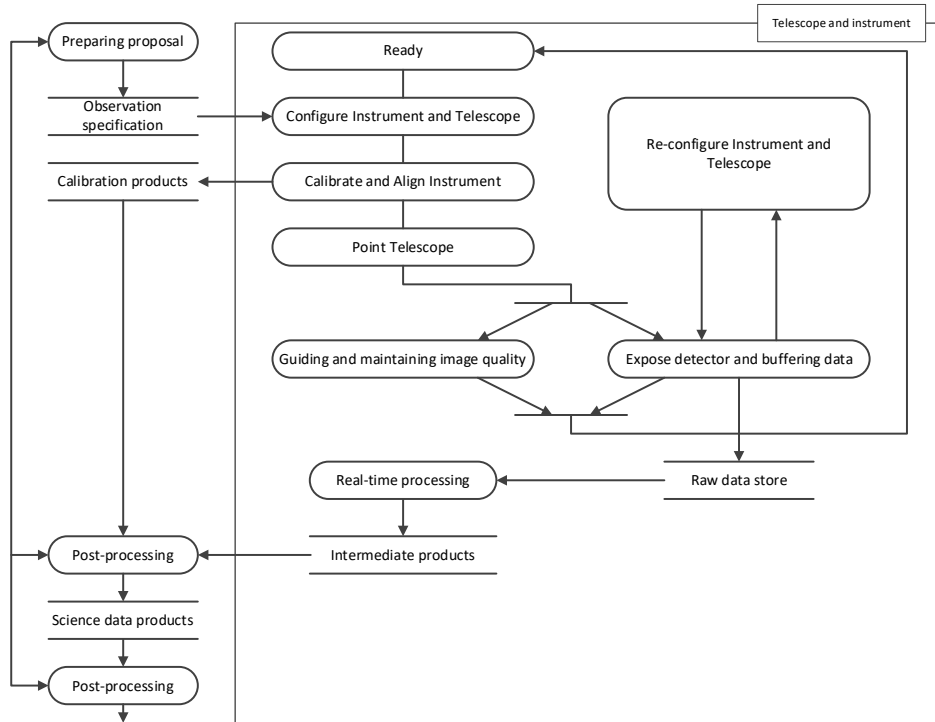 Telescope and instrument
Preparing proposal
Ready
Observation
specification
Configure Instrument and Telescope
Re-configure Instrument and
Telescope
Calibration products
Calibrate and Align Instrument
Point Telescope
Guiding and maintaining image quality
Expose detector and buffering data
Real-time processing
Raw data store
Post-processing
Intermediate products
Science data products
Post-processing